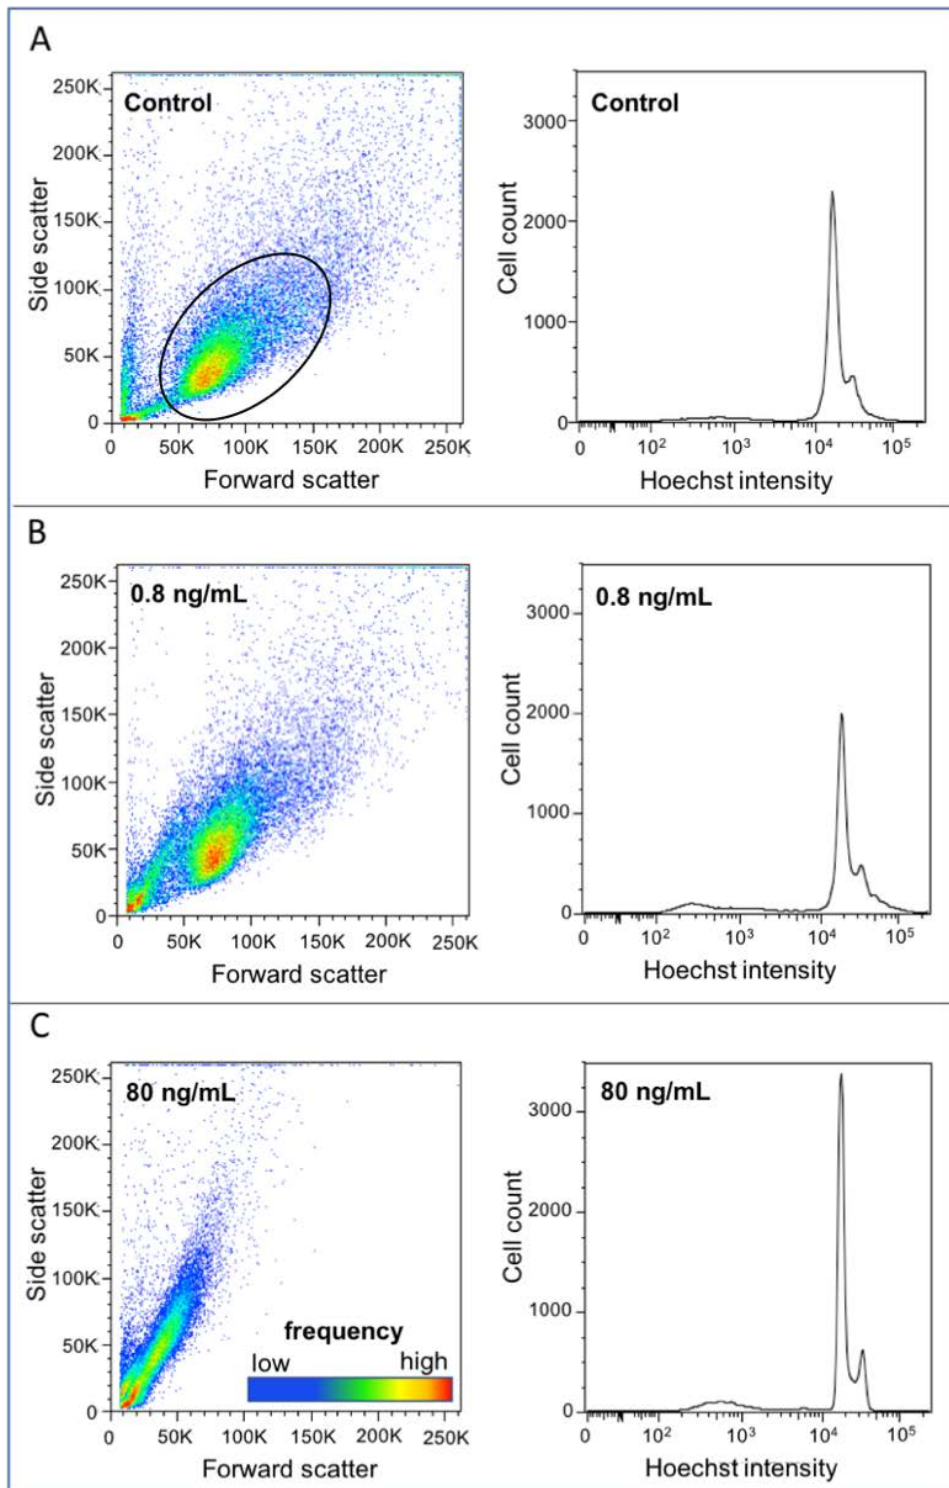 A
Control
250K
200K
150K
100K
50K
0
Side scatter
0 50K 100K 150K 200K 250K
Forward scatter
Control
3000
2000
1000
0
Cell count
0 10² 10³ 10⁴ 10⁵
Hoechst intensity
B
0.8 ng/mL
250K
200K
150K
100K
50K
0
Side scatter
0 50K 100K 150K 200K 250K
Forward scatter
0.8 ng/mL
3000
2000
1000
0
Cell count
0 10² 10³ 10⁴ 10⁵
Hoechst intensity
C
80 ng/mL
250K
200K
150K
100K
50K
0
Side scatter
frequency
low high
0 50K 100K 150K 200K 250K
Forward scatter
80 ng/mL
3000
2000
1000
0
Cell count
0 10² 10³ 10⁴ 10⁵
Hoechst intensity